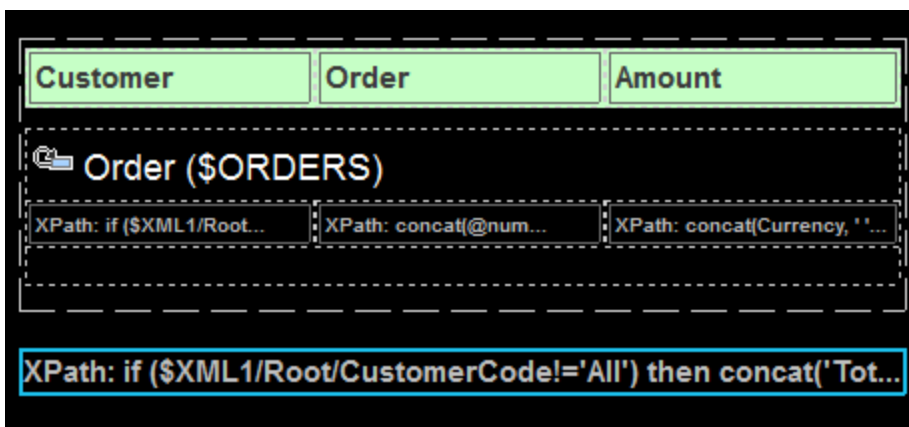 Customer Order Amount
Order ($ORDERS)
XPath: if ($XML1/Root... XPath: concat(@num... XPath: concat(Currency, ' '...
XPath: if ($XML1/Root/CustomerCode!='All') then concat('Tot...